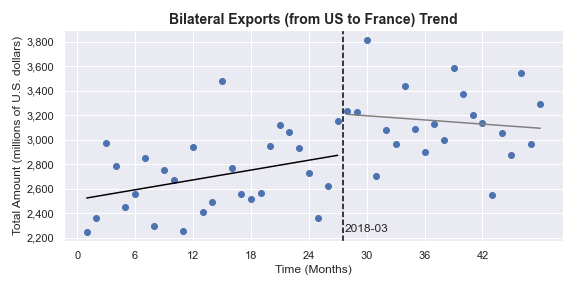 Bilateral Exports (from US to France) Trend
Total Amount (millions of U.S. dollars)
3,800
3,600
3,400
3,200
3,000
2,800
2,600
2,400
2,200
2018-03
0 6 12 18 24 30 36 42
Time (Months)